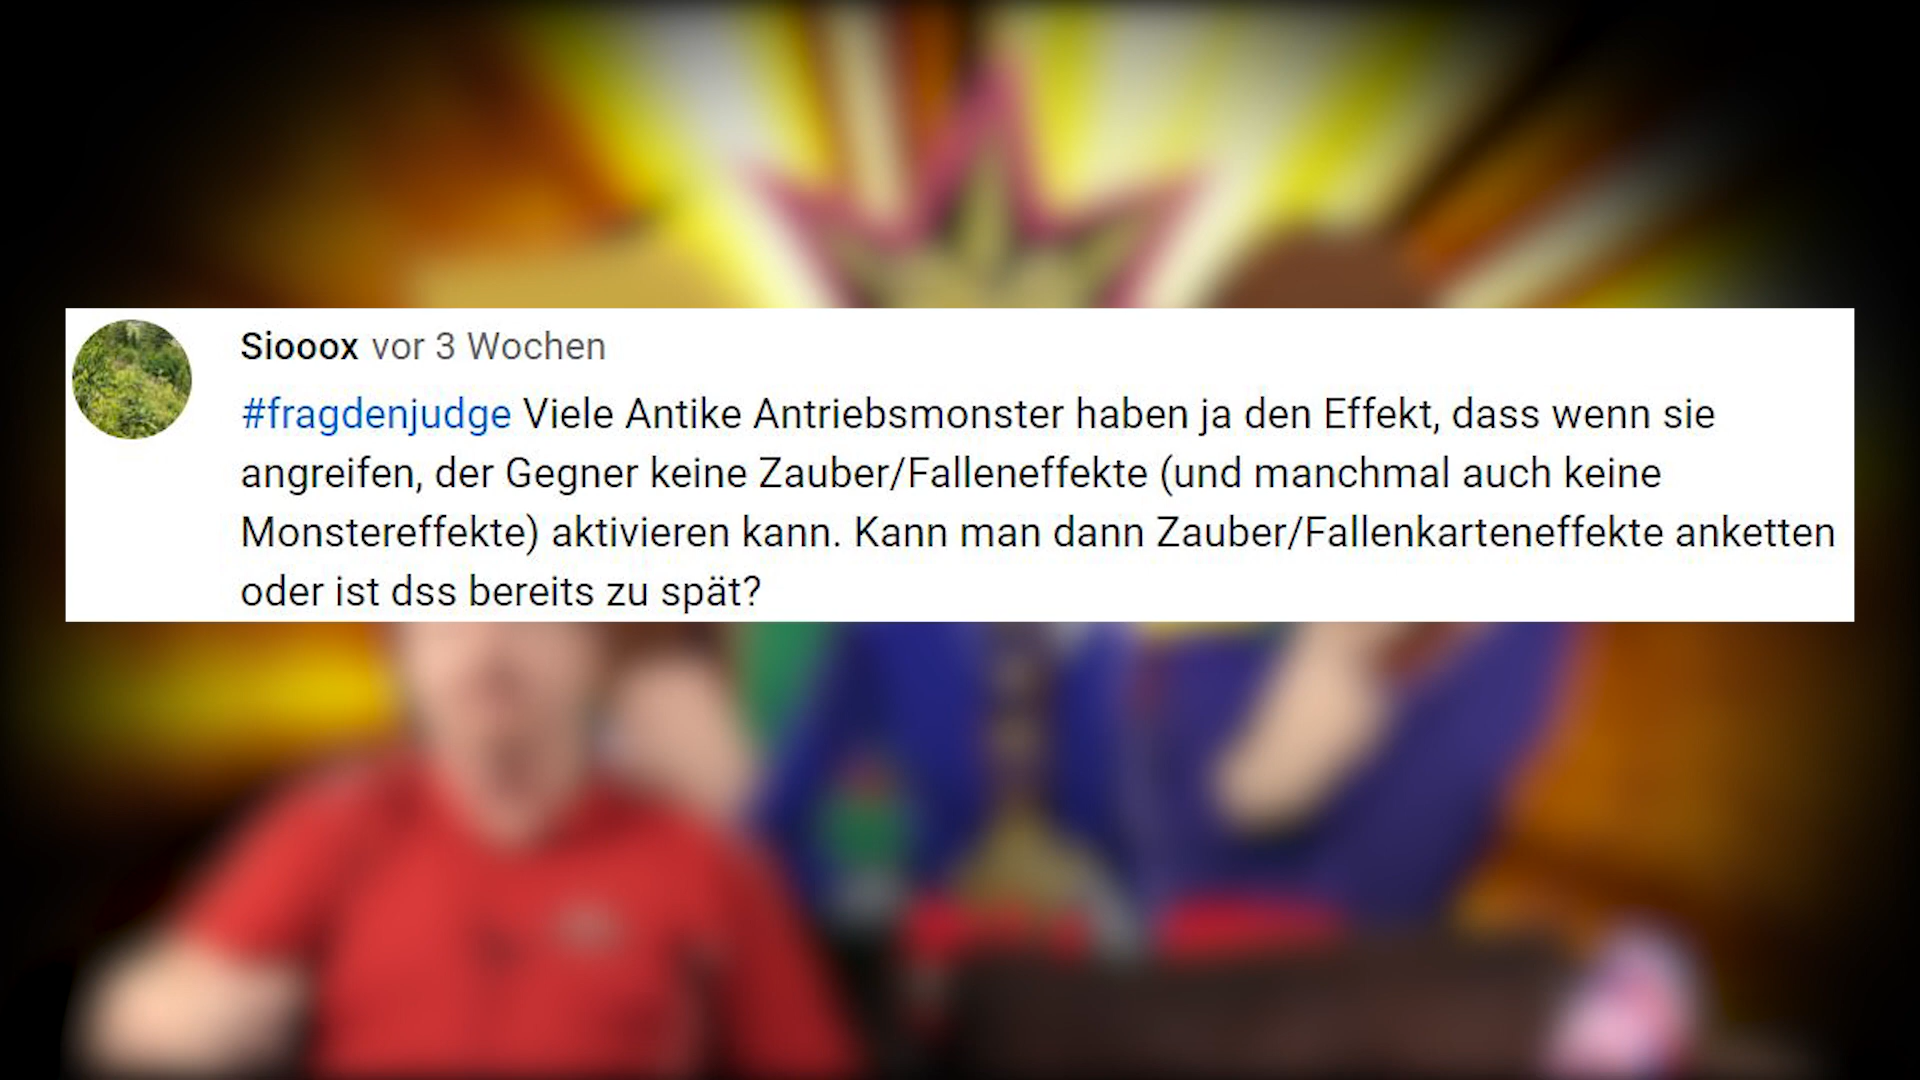 Siooox vor 3 Wochen
#fragdenjudge Viele Antike Antriebsmonster haben ja den Effekt, dass wenn sie
angreifen, der Gegner keine Zauber/Falleneffekte (und manchmal auch keine
Monstereffekte) aktivieren kann. Kann man dann Zauber/Fallenkarteneffekte anketten
oder ist dss bereits zu spät?